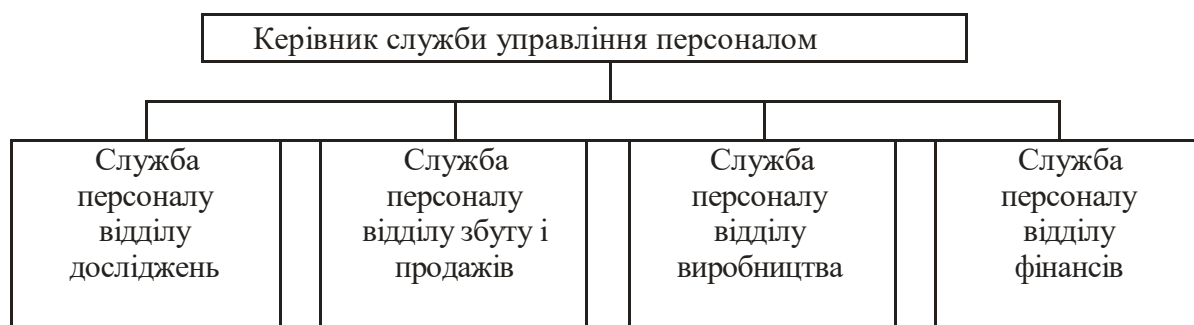 Керівник служби управління персоналом
Служба
персоналу
відділу
досліджень
Служба
персоналу
відділу збуту і
продажів
Служба
персоналу
відділу
виробництва
Служба
персоналу
відділу
фінансів